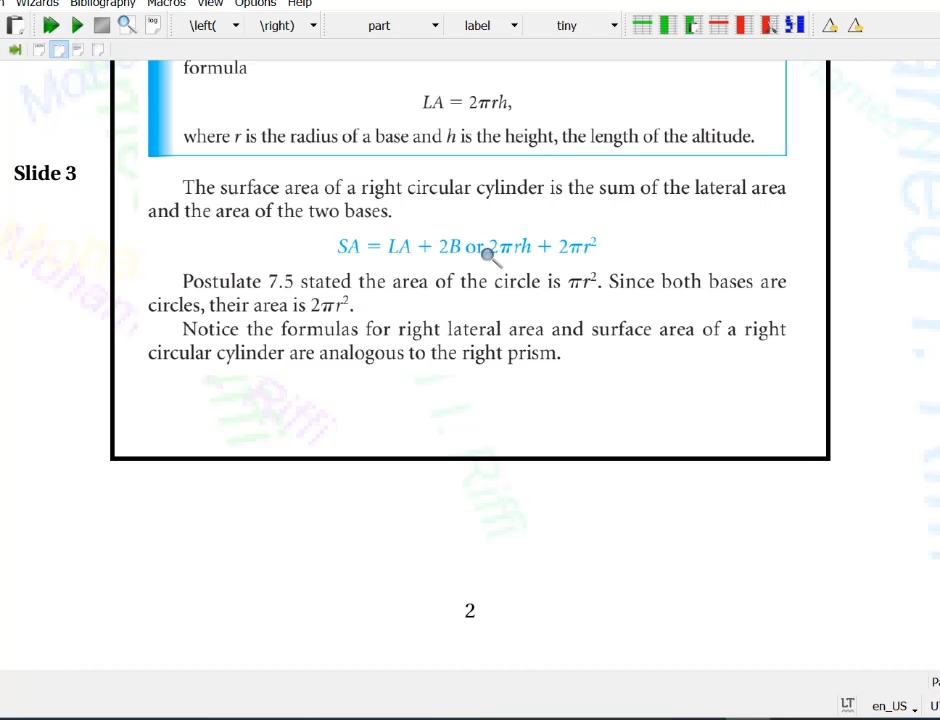 Wizards Bibliography Macros View Options Help
log \left( \right) part label tiny
formula
LA = 2πrh,
where r is the radius of a base and h is the height, the length of the altitude.
Slide 3
The surface area of a right circular cylinder is the sum of the lateral area
and the area of the two bases.
SA = LA + 2B or 2πrh + 2πr²
Postulate 7.5 stated the area of the circle is πr². Since both bases are
circles, their area is 2πr².
Notice the formulas for right lateral area and surface area of a right
circular cylinder are analogous to the right prism.
Riffi
Riffi
2
LT en_US